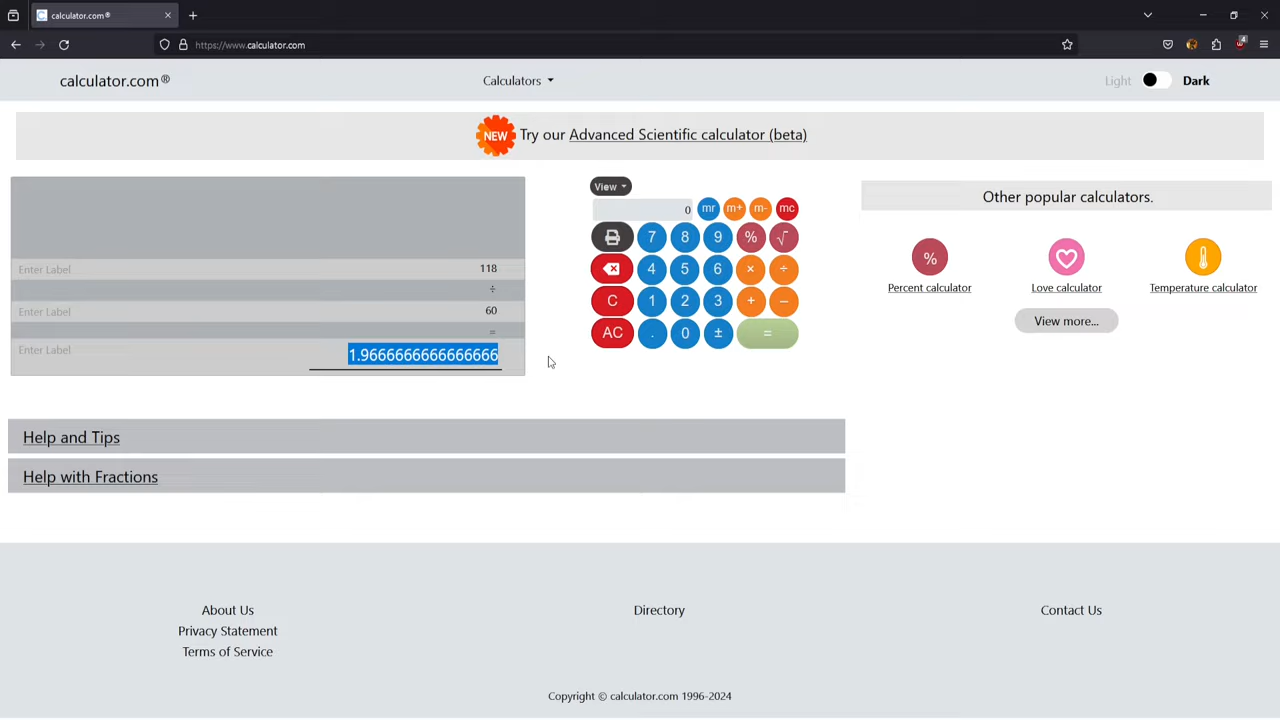 calculator.com®
https://www.calculator.com
4
calculator.com®
Calculators
Light
Dark
NEW
Try our Advanced Scientific calculator (beta)
Enter Label
118
÷
Enter Label
60
=
Enter Label
1.9666666666666666
View
0
mr
m+
m-
mc
7
8
9
%
√
4
5
6
×
÷
C
1
2
3
+
−
AC
.
0
±
=
Other popular calculators.
%
Percent calculator
Love calculator
Temperature calculator
View more...
Help and Tips
Help with Fractions
About Us
Directory
Contact Us
Privacy Statement
Terms of Service
Copyright © calculator.com 1996-2024